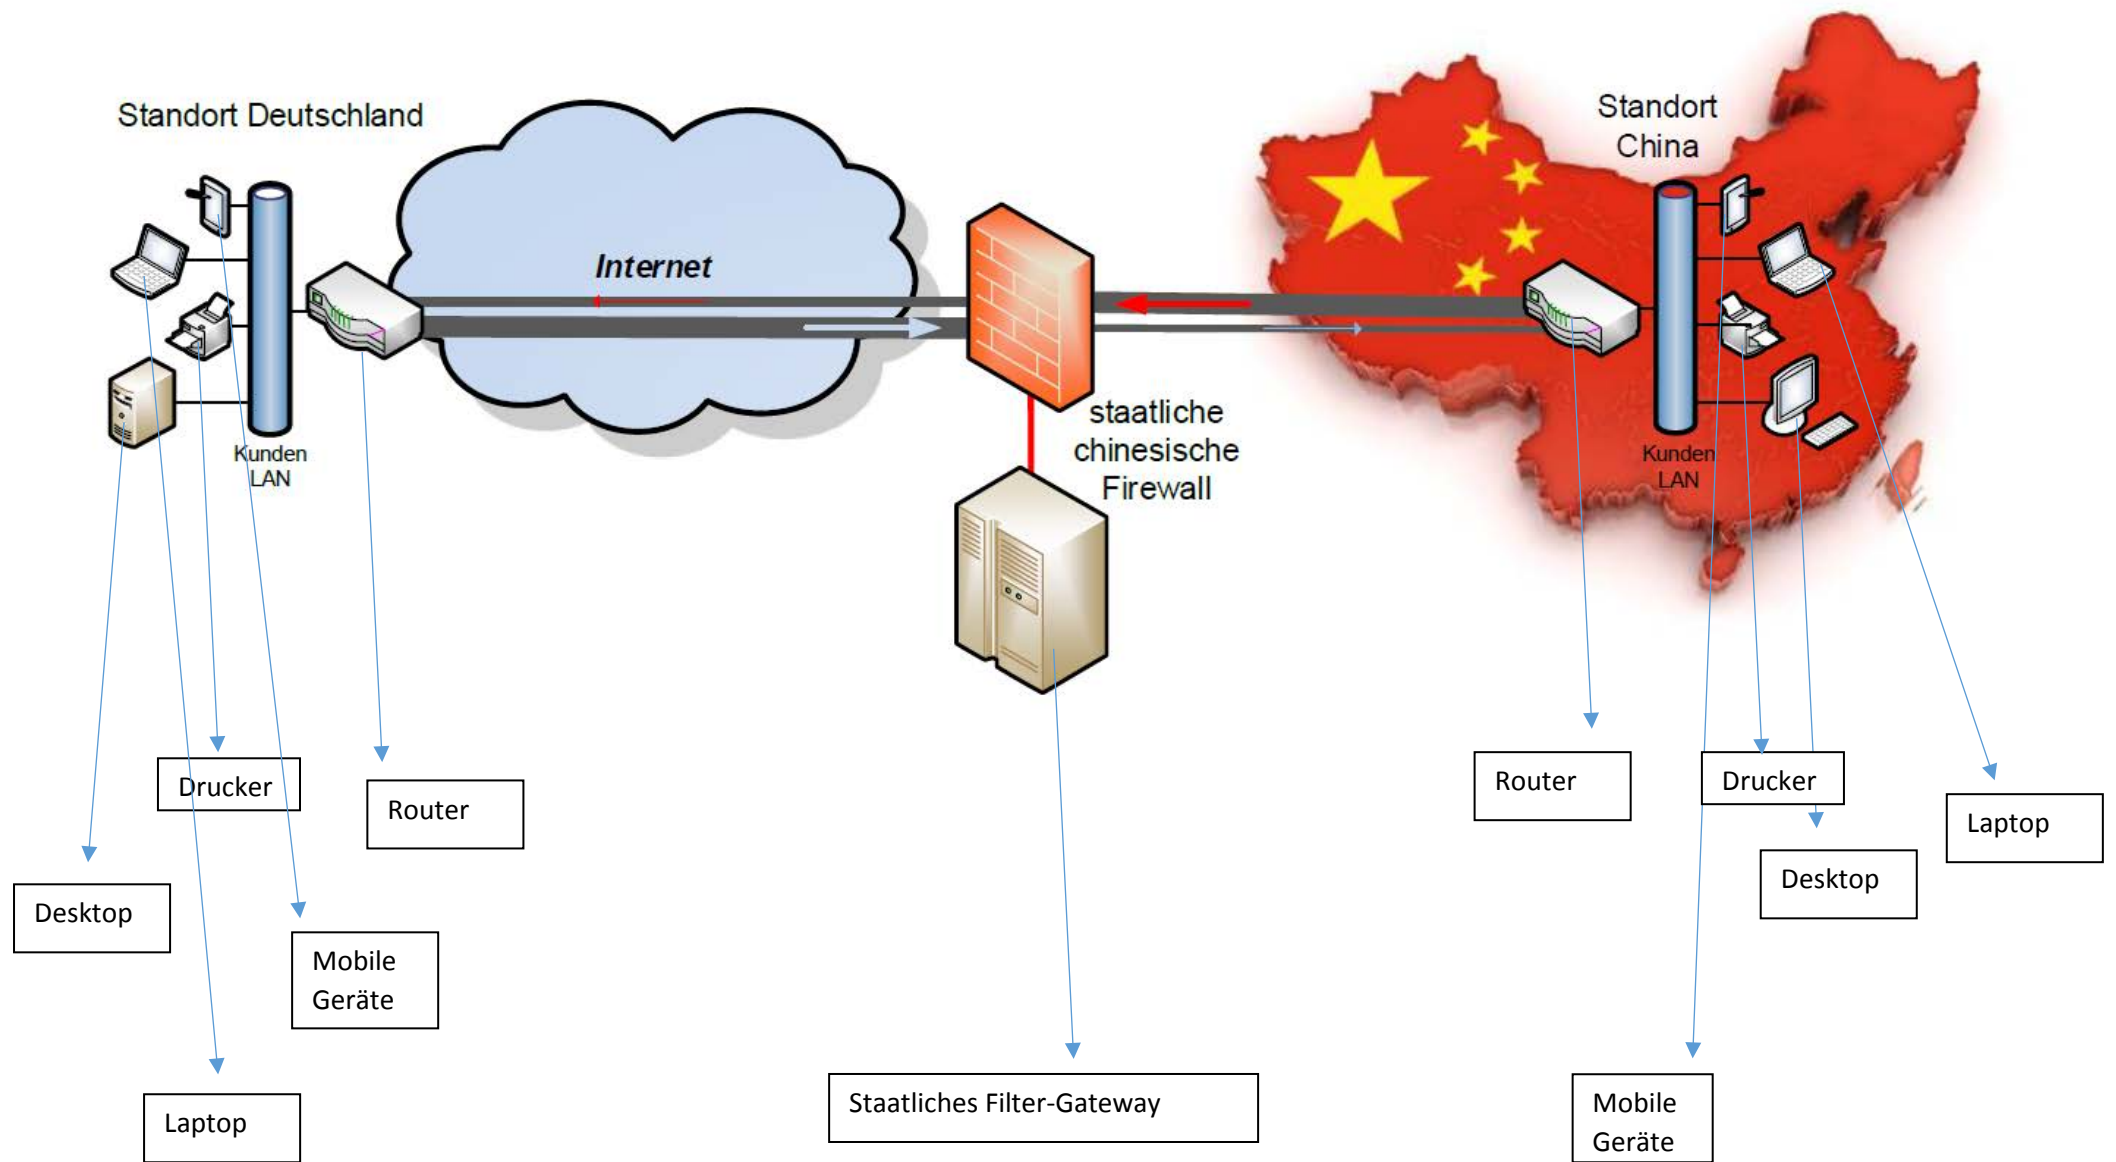 Standort Deutschland
Standort
China
Internet
staatliche
chinesische
Firewall
Kunden
LAN
Kunden
LAN
Router
Drucker
Drucker
Router
Laptop
Desktop
Desktop
Mobile
Geräte
Laptop
Staatliches Filter-Gateway
Mobile
Geräte